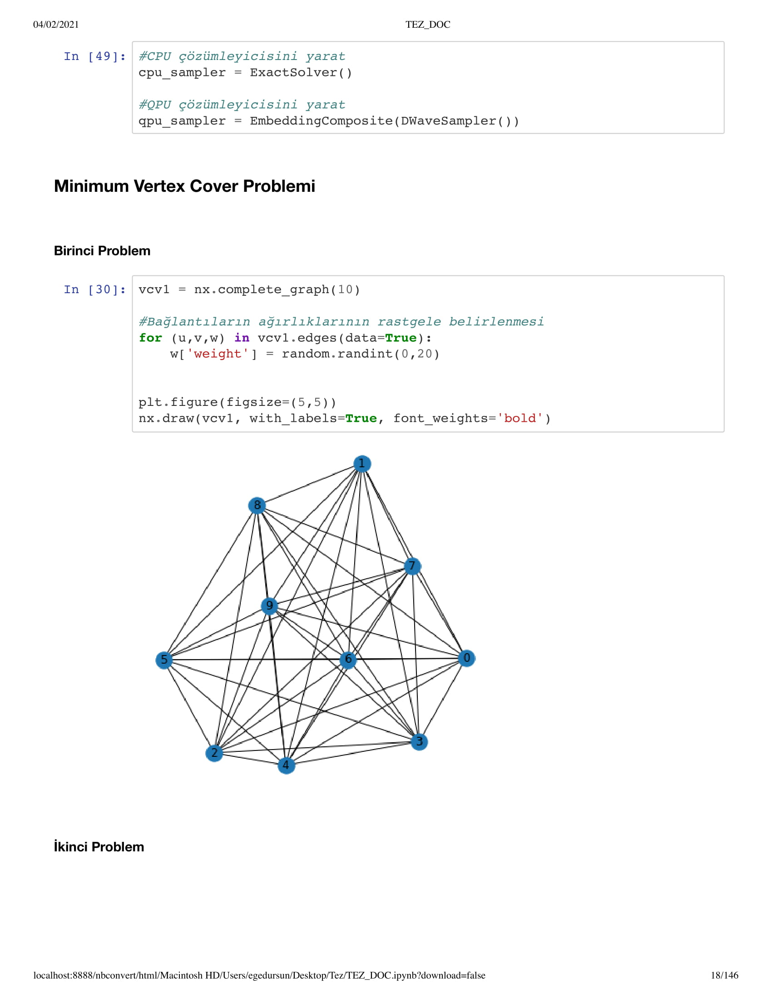 04/02/2021 TEZ_DOC
In [49]: #CPU çözümleyicisini yarat
cpu_sampler = ExactSolver()
#QPU çözümleyicisini yarat
qpu_sampler = EmbeddingComposite(DWaveSampler())
Minimum Vertex Cover Problemi
Birinci Problem
In [30]: vcv1 = nx.complete_graph(10)
#Bağlantıların ağırlıklarının rastgele belirlenmesi
for (u,v,w) in vcv1.edges(data=True):
    w['weight'] = random.randint(0,20)
plt.figure(figsize=(5,5))
nx.draw(vcv1, with_labels=True, font_weights='bold')
1
8
7
9
5
6
0
3
2
4
İkinci Problem
localhost:8888/nbconvert/html/Macintosh HD/Users/egedursun/Desktop/Tez/TEZ_DOC.ipynb?download=false 18/146